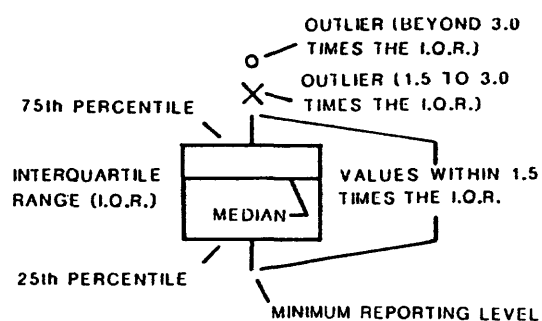 OUTLIER (BEYOND 3.0
TIMES THE I.Q.R.)
OUTLIER (1.5 TO 3.0
TIMES THE I.Q.R.)
75th PERCENTILE
INTERQUARTILE
RANGE (I.Q.R.)
VALUES WITHIN 1.5
TIMES THE I.Q.R.
MEDIAN
25th PERCENTILE
MINIMUM REPORTING LEVEL